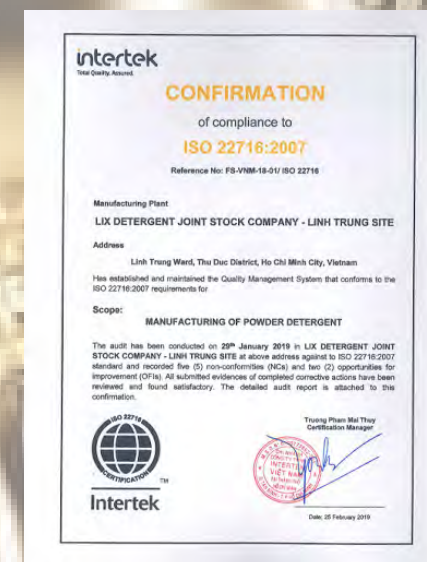 intertek
Total Quality. Assured.
CONFIRMATION
of compliance to
ISO 22716:2007
Reference No: FS-VNM-18-01/ ISO 22716
Manufacturing Plant
LIX DETERGENT JOINT STOCK COMPANY - LINH TRUNG SITE
Address
Linh Trung Ward, Thu Duc District, Ho Chi Minh City, Vietnam
Has established and maintained the Quality Management System that conforms to the
ISO 22716:2007 requirements for
Scope:
MANUFACTURING OF POWDER DETERGENT
The audit has been conducted on 29th January 2019 in LIX DETERGENT JOINT
STOCK COMPANY - LINH TRUNG SITE at above address against to ISO 22716:2007
standard and recorded five (5) non-conformities (NCs) and two (2) opportunities for
improvement (OFIs). All submitted evidences of completed corrective actions have been
reviewed and found satisfactory. The detailed audit report is attached to this
confirmation.
Truong Pham Mai Thuy
Certification Manager
ISO 22716
CERTIFICATION
TM
INTERTEK
VIỆT NAM
Intertek
Date: 26 February 2019